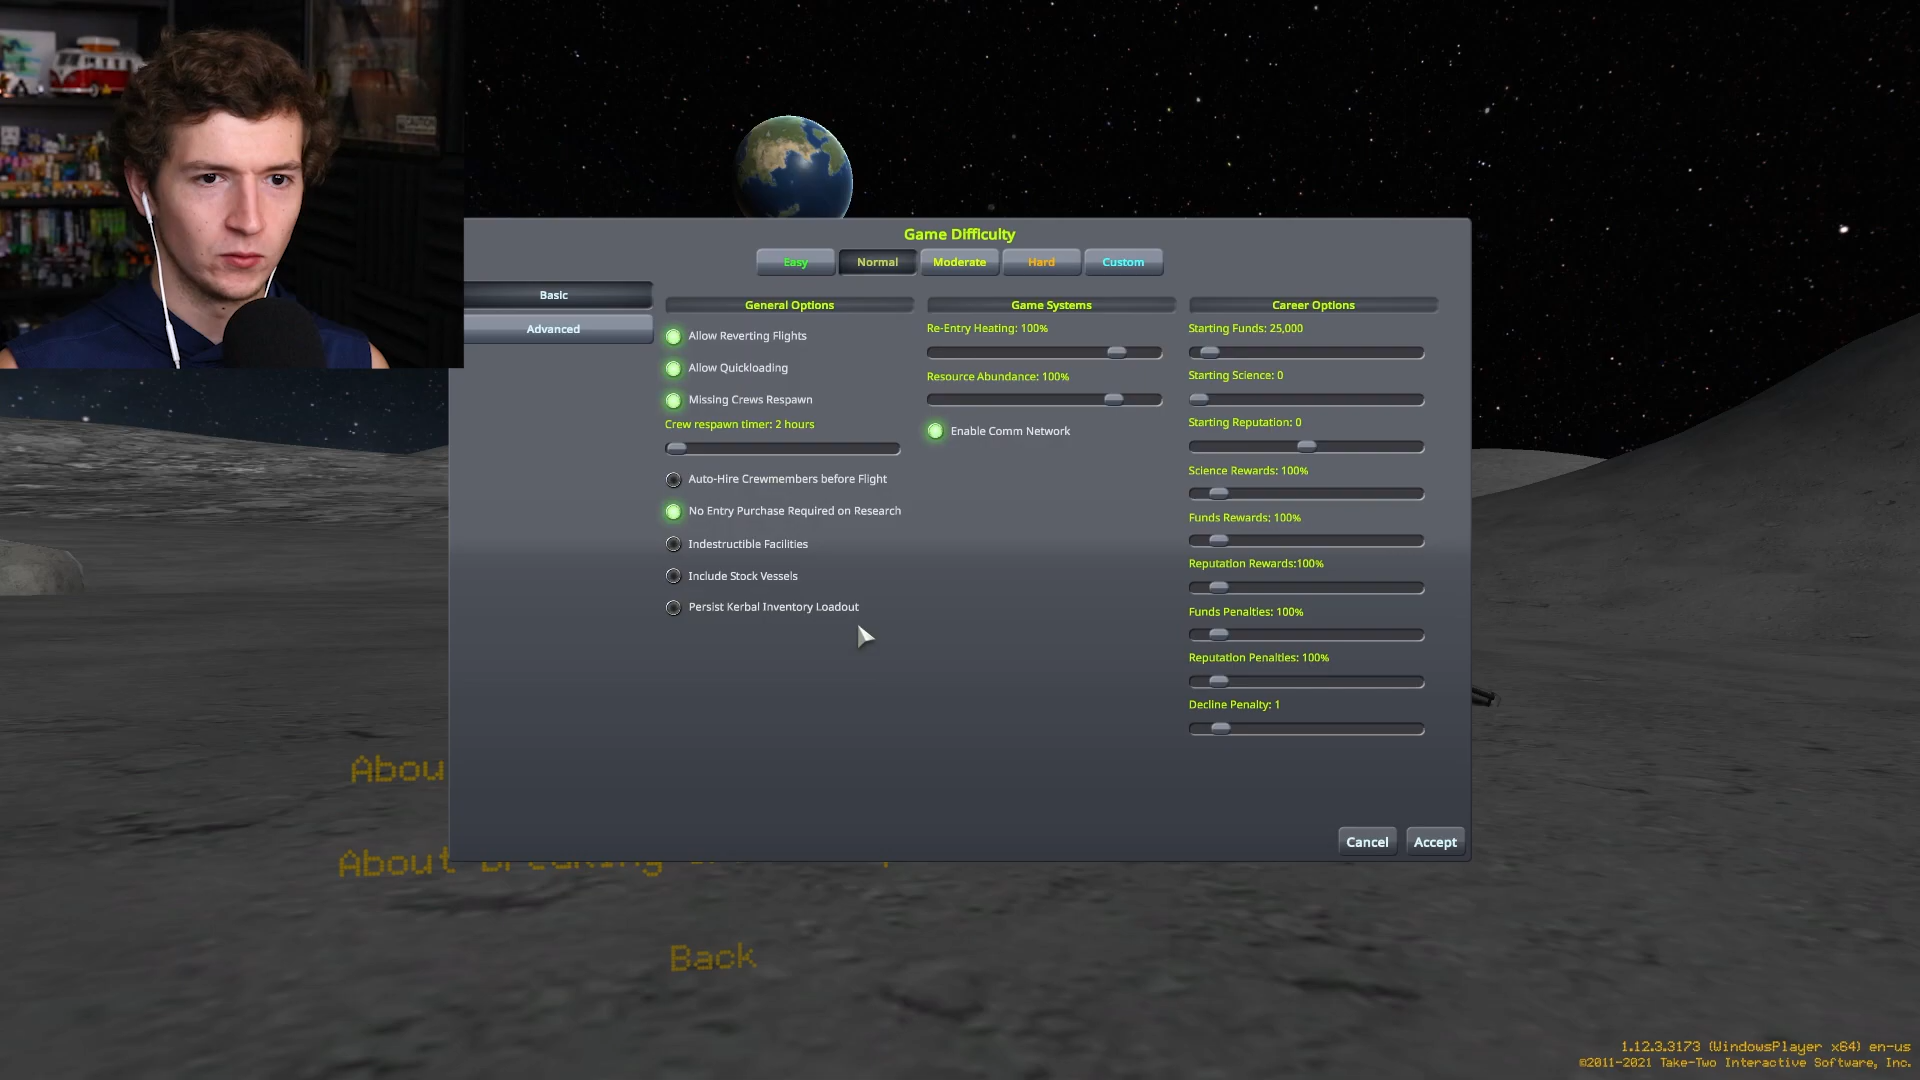 Game Difficulty
Easy
Normal
Moderate
Hard
Custom
Basic
Advanced
General Options
Allow Reverting Flights
Allow Quickloading
Missing Crews Respawn
Crew respawn timer: 2 hours
Auto-Hire Crewmembers before Flight
No Entry Purchase Required on Research
Indestructible Facilities
Include Stock Vessels
Persist Kerbal Inventory Loadout
Game Systems
Re-Entry Heating: 100%
Resource Abundance: 100%
Enable Comm Network
Career Options
Starting Funds: 25,000
Starting Science: 0
Starting Reputation: 0
Science Rewards: 100%
Funds Rewards: 100%
Reputation Rewards:100%
Funds Penalties: 100%
Reputation Penalties: 100%
Decline Penalty: 1
Cancel
Accept
Abou
About Breaking
Back
1.12.3.3173 (WindowsPlayer x64) en-us
©2011-2021 Take-Two Interactive Software, Inc.